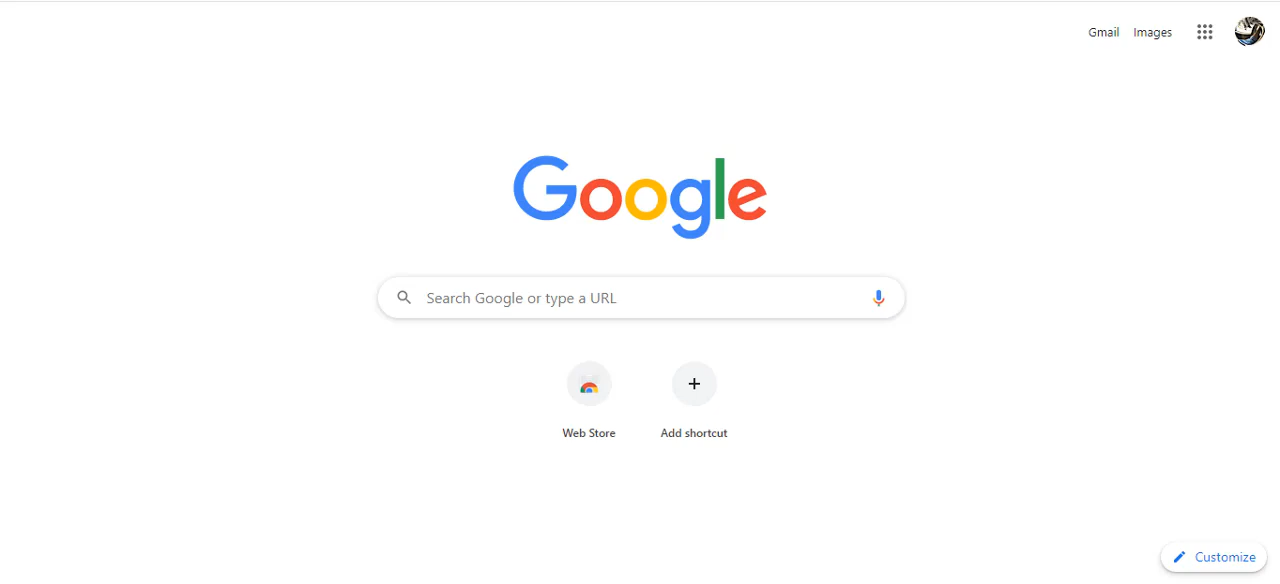 Gmail Images
Google
Search Google or type a URL
Web Store Add shortcut
Customize